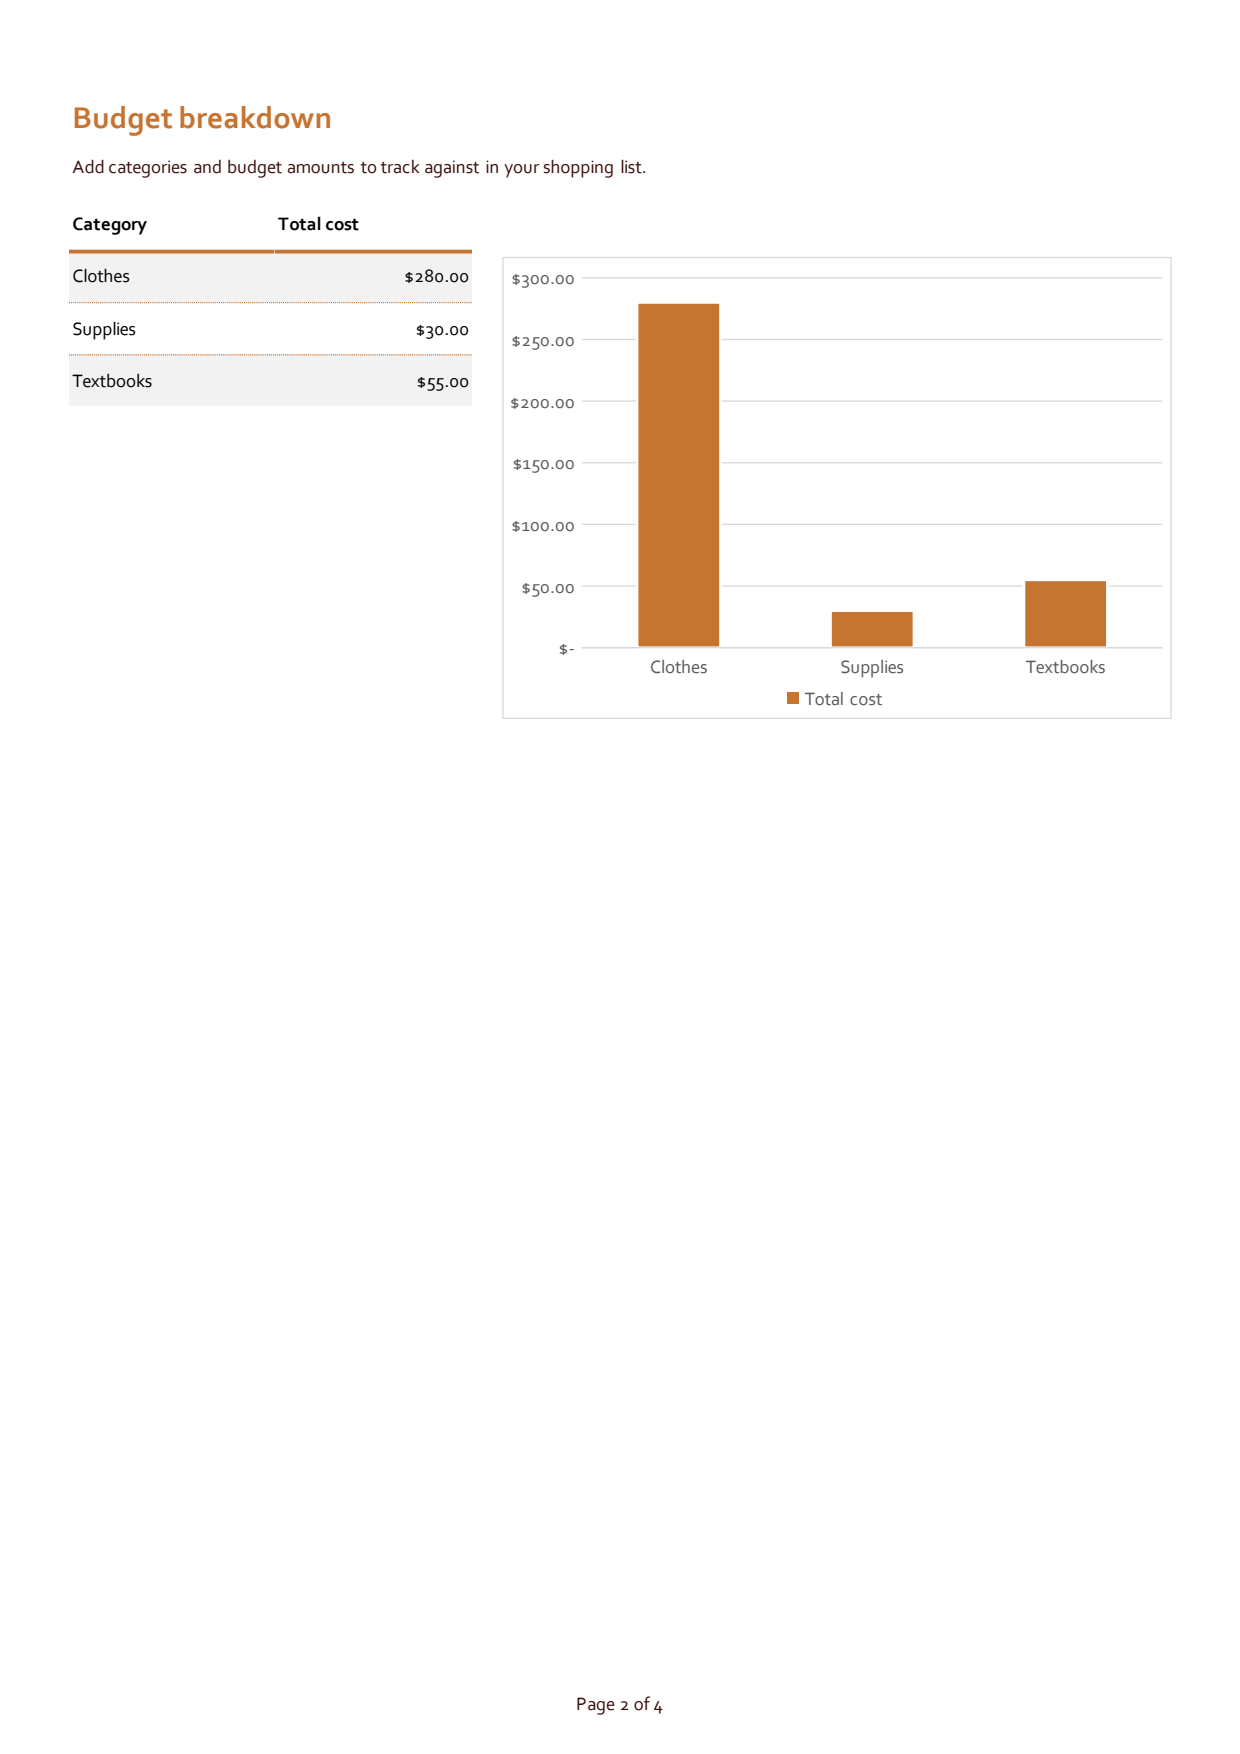 Budget breakdown
Add categories and budget amounts to track against in your shopping list.
Category Total cost
Clothes $280.00
Supplies $30.00
Textbooks $55.00
$300.00
$250.00
$200.00
$150.00
$100.00
$50.00
$-
Clothes Supplies Textbooks
Total cost
Page 2 of 4